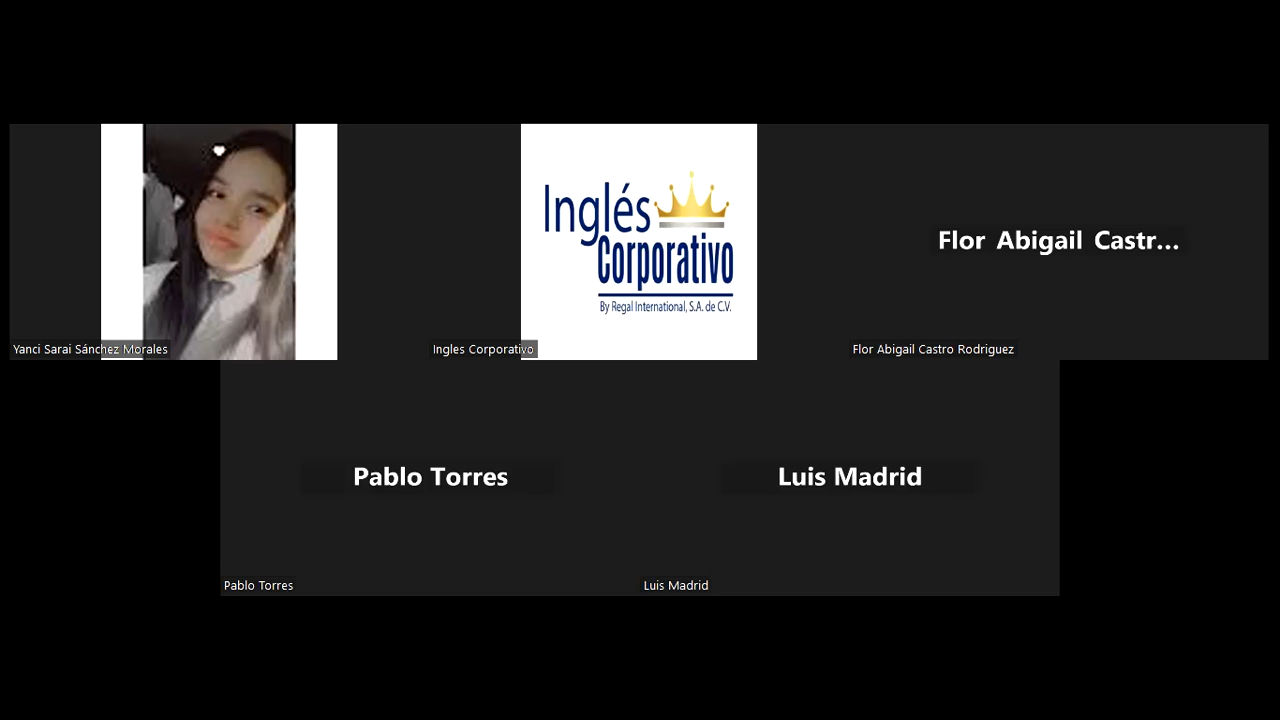 Inglés
Corporativo
By Regal International, S.A. de C.V.
Flor Abigail Castr...
Yanci Sarai Sánchez Morales
Ingles Corporativo
Flor Abigail Castro Rodriguez
Pablo Torres
Luis Madrid
Pablo Torres
Luis Madrid